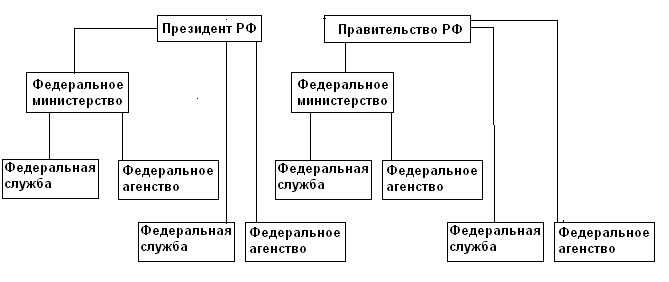 Президент РФ
Правительство РФ
Федеральное
министерство
Федеральное
министерство
Федеральная
служба
Федеральное
агенство
Федеральная
служба
Федеральное
агенство
Федеральная
служба
Федеральное
агенство
Федеральная
служба
Федеральное
агенство